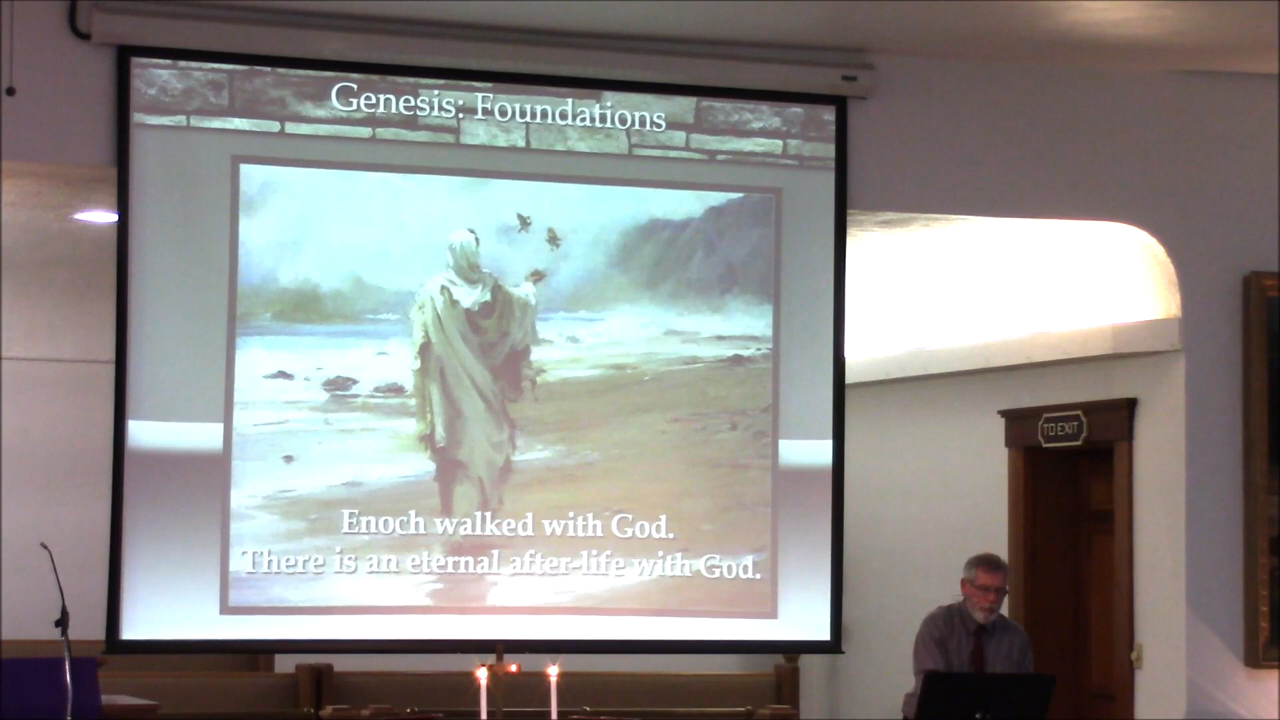 Genesis: Foundations
Enoch walked with God.
There is an eternal after-life with God.
TO EXIT